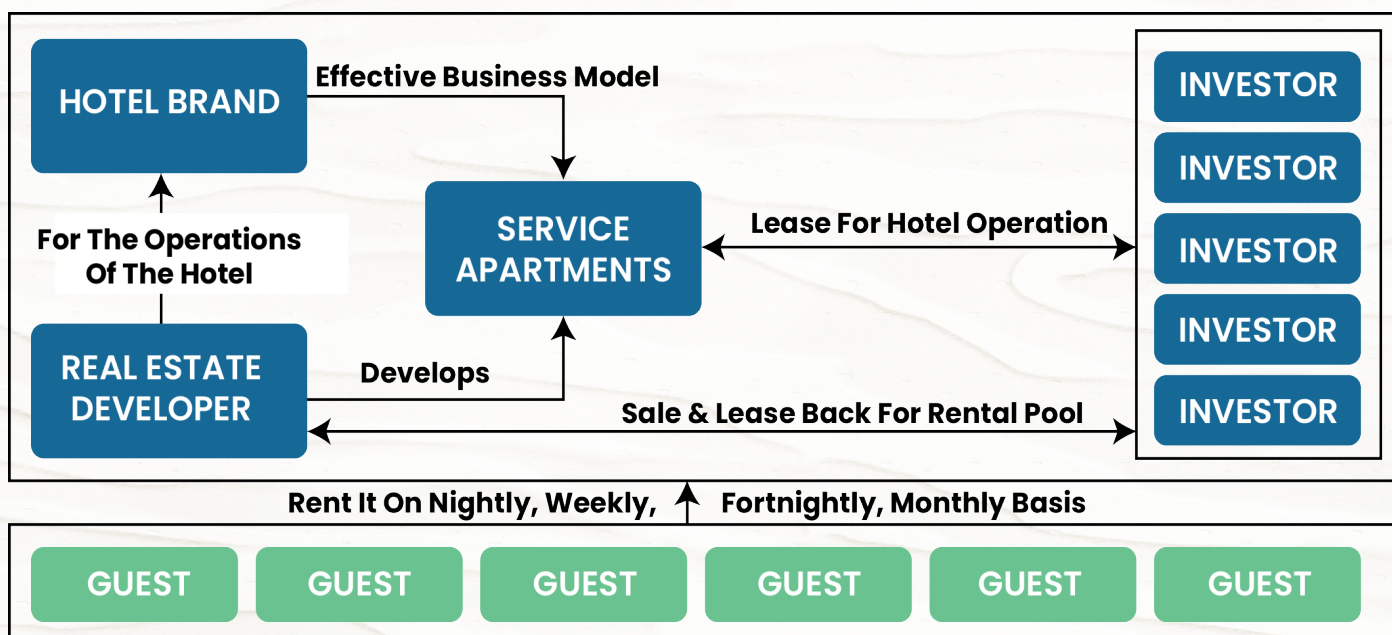 HOTEL BRAND
Effective Business Model
INVESTOR
INVESTOR
INVESTOR
INVESTOR
INVESTOR
SERVICE
APARTMENTS
Lease For Hotel Operation
For The Operations
Of The Hotel
REAL ESTATE
DEVELOPER
Develops
Sale & Lease Back For Rental Pool
Rent It On Nightly, Weekly, Fortnightly, Monthly Basis
GUEST
GUEST
GUEST
GUEST
GUEST
GUEST